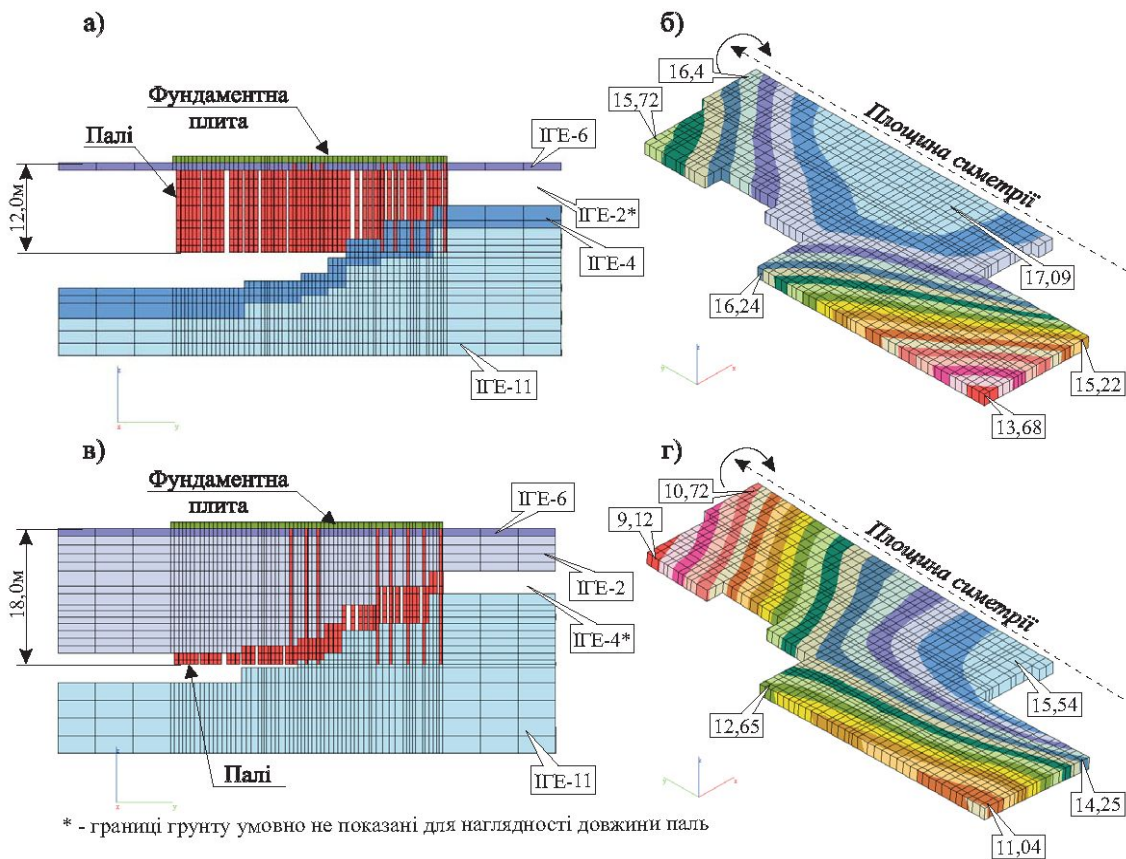 а)
Фундаментна
плита
Палі
12,0м
ІГЕ-6
ІГЕ-2*
ІГЕ-4
ІГЕ-11
б)
16,4
15,72
Площина симетрії
17,09
16,24
15,22
13,68
в)
Фундаментна
плита
18,0м
ІГЕ-6
ІГЕ-2
ІГЕ-4*
ІГЕ-11
Палі
г)
10,72
9,12
Площина симетрії
15,54
12,65
14,25
11,04
* - границі грунту умовно не показані для наглядності довжини паль